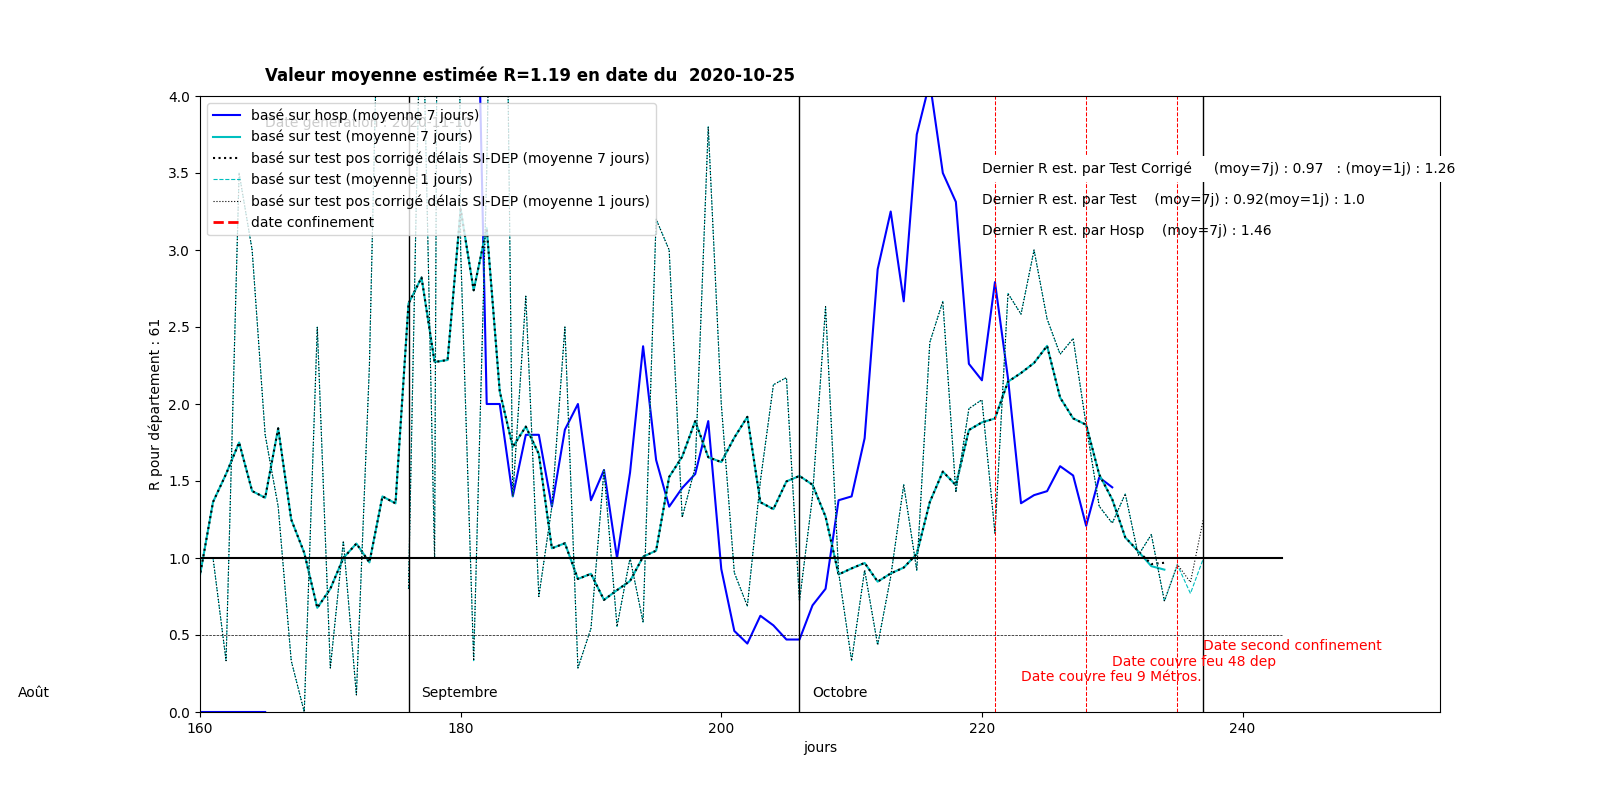 Valeur moyenne estimée R=1.19 en date du  2020-10-25
4.0
3.5
3.0
2.5
2.0
1.5
1.0
0.5
0.0
R pour département : 61
basé sur hosp (moyenne 7 jours)
basé sur test (moyenne 7 jours)
basé sur test pos corrigé délais SI-DEP (moyenne 7 jours)
basé sur test (moyenne 1 jours)
basé sur test pos corrigé délais SI-DEP (moyenne 1 jours)
date confinement
Dernier R est. par Test Corrigé (moy=7j) : 0.97 : (moy=1j) : 1.26
Dernier R est. par Test (moy=7j) : 0.92(moy=1j) : 1.0
Dernier R est. par Hosp (moy=7j) : 1.46
Date second confinement
Date couvre feu 48 dep
Date couvre feu 9 Métros.
Août
Septembre
Octobre
160
180
200
220
240
jours